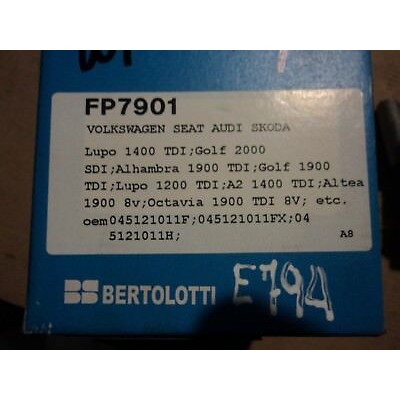 FP7901
VOLKSWAGEN SEAT AUDI SKODA
Lupo 1400 TDI;Golf 2000
SDI;Alhambra 1900 TDI;Golf 1900
TDI;Lupo 1200 TDI;A2 1400 TDI;Altea
1900 8v;Octavia 1900 TDI 8V; etc.
oem045121011F;045121011FX;04
5121011H;
A8
BS BERTOLOTTI
E794